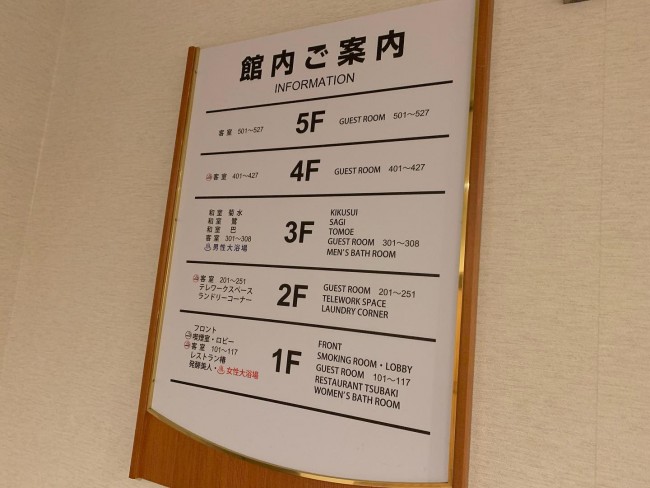 館内ご案内
INFORMATION
客室 501～527 5F GUEST ROOM 501～527
客室 401～427 4F GUEST ROOM 401～427
和室 菊水 KIKUSUI
和室 鷺 SAGI
和室 巴 3F TOMOE
客室 301～308 GUEST ROOM 301～308
男性大浴場 MEN'S BATH ROOM
客室 201～251 GUEST ROOM 201～251
テレワークスペース 2F TELEWORK SPACE
ランドリーコーナー LAUNDRY CORNER
フロント FRONT
喫煙室・ロビー SMOKING ROOM・LOBBY
客室 101～117 1F GUEST ROOM 101～117
レストラン椿 RESTAURANT TSUBAKI
発酵美人・女性大浴場 WOMEN'S BATH ROOM